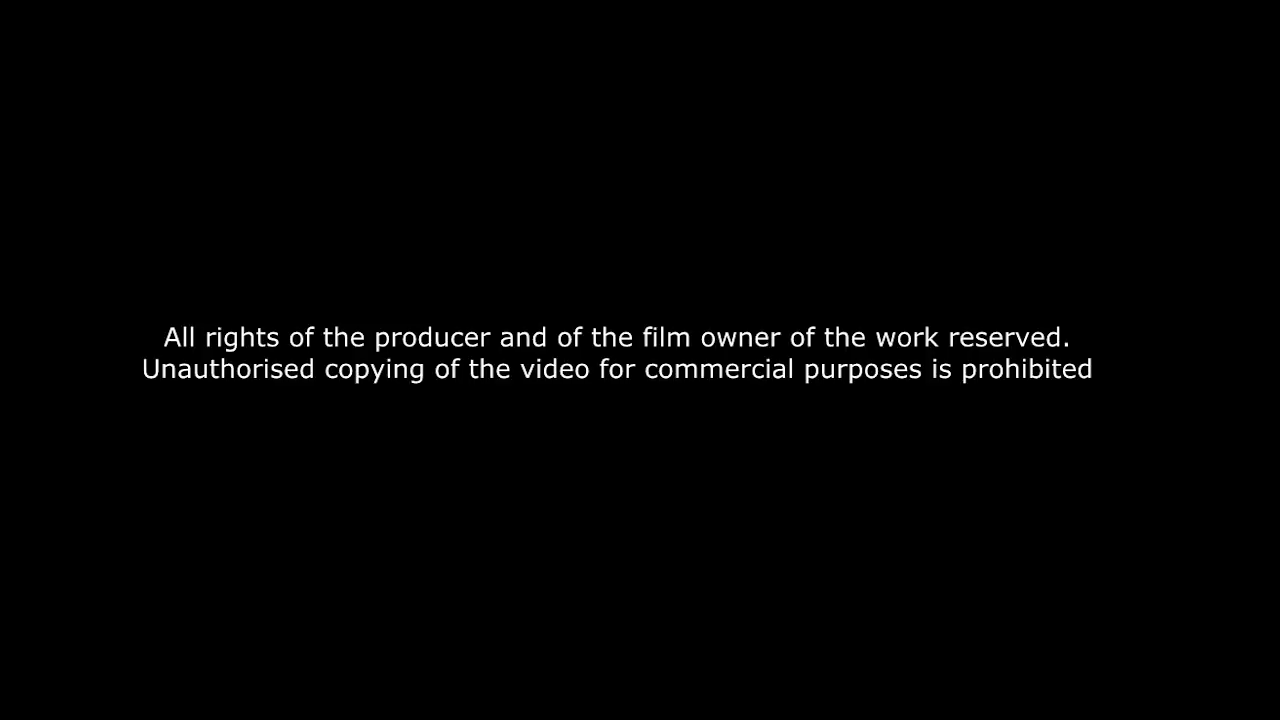 All rights of the producer and of the film owner of the work reserved.
Unauthorised copying of the video for commercial purposes is prohibited